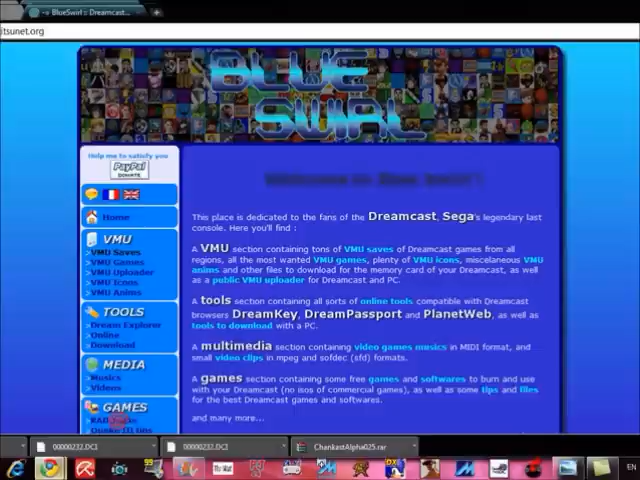 BlueSwirl :: Dreamcast...
itsunet.org
BLUE
SWIRL
Help me to satisfy you
PayPal
DONATE
Home
VMU
VMU Saves
VMU Games
VMU Uploader
VMU Icons
VMU Anims
TOOLS
Dream Explorer
Online
Download
MEDIA
Musics
Videos
GAMES
This place is dedicated to the fans of the Dreamcast, Sega's legendary last
console. Here you'll find :
A VMU section containing tons of VMU saves of Dreamcast games from all
regions, all the most wanted VMU games, plenty of VMU icons, miscelaneous VMU
anims and other files to download for the memory card of your Dreamcast, as well
as a public VMU uploader for Dreamcast and PC.
A tools section containing all sorts of online tools compatible with Dreamcast
browsers DreamKey, DreamPassport and PlanetWeb, as well as
tools to download with a PC.
A multimedia section containing video games musics in MIDI format, and
small video clips in mpeg and sofdec (sfd) formats.
A games section containing some free games and softwares to burn and use
with your Dreamcast (no isos of commercial games), as well as some tips and files
for the best Dreamcast games and softwares.
and many more...
00000232.DCI
00000232.DCI
ChankastAlpha025.rar
EN